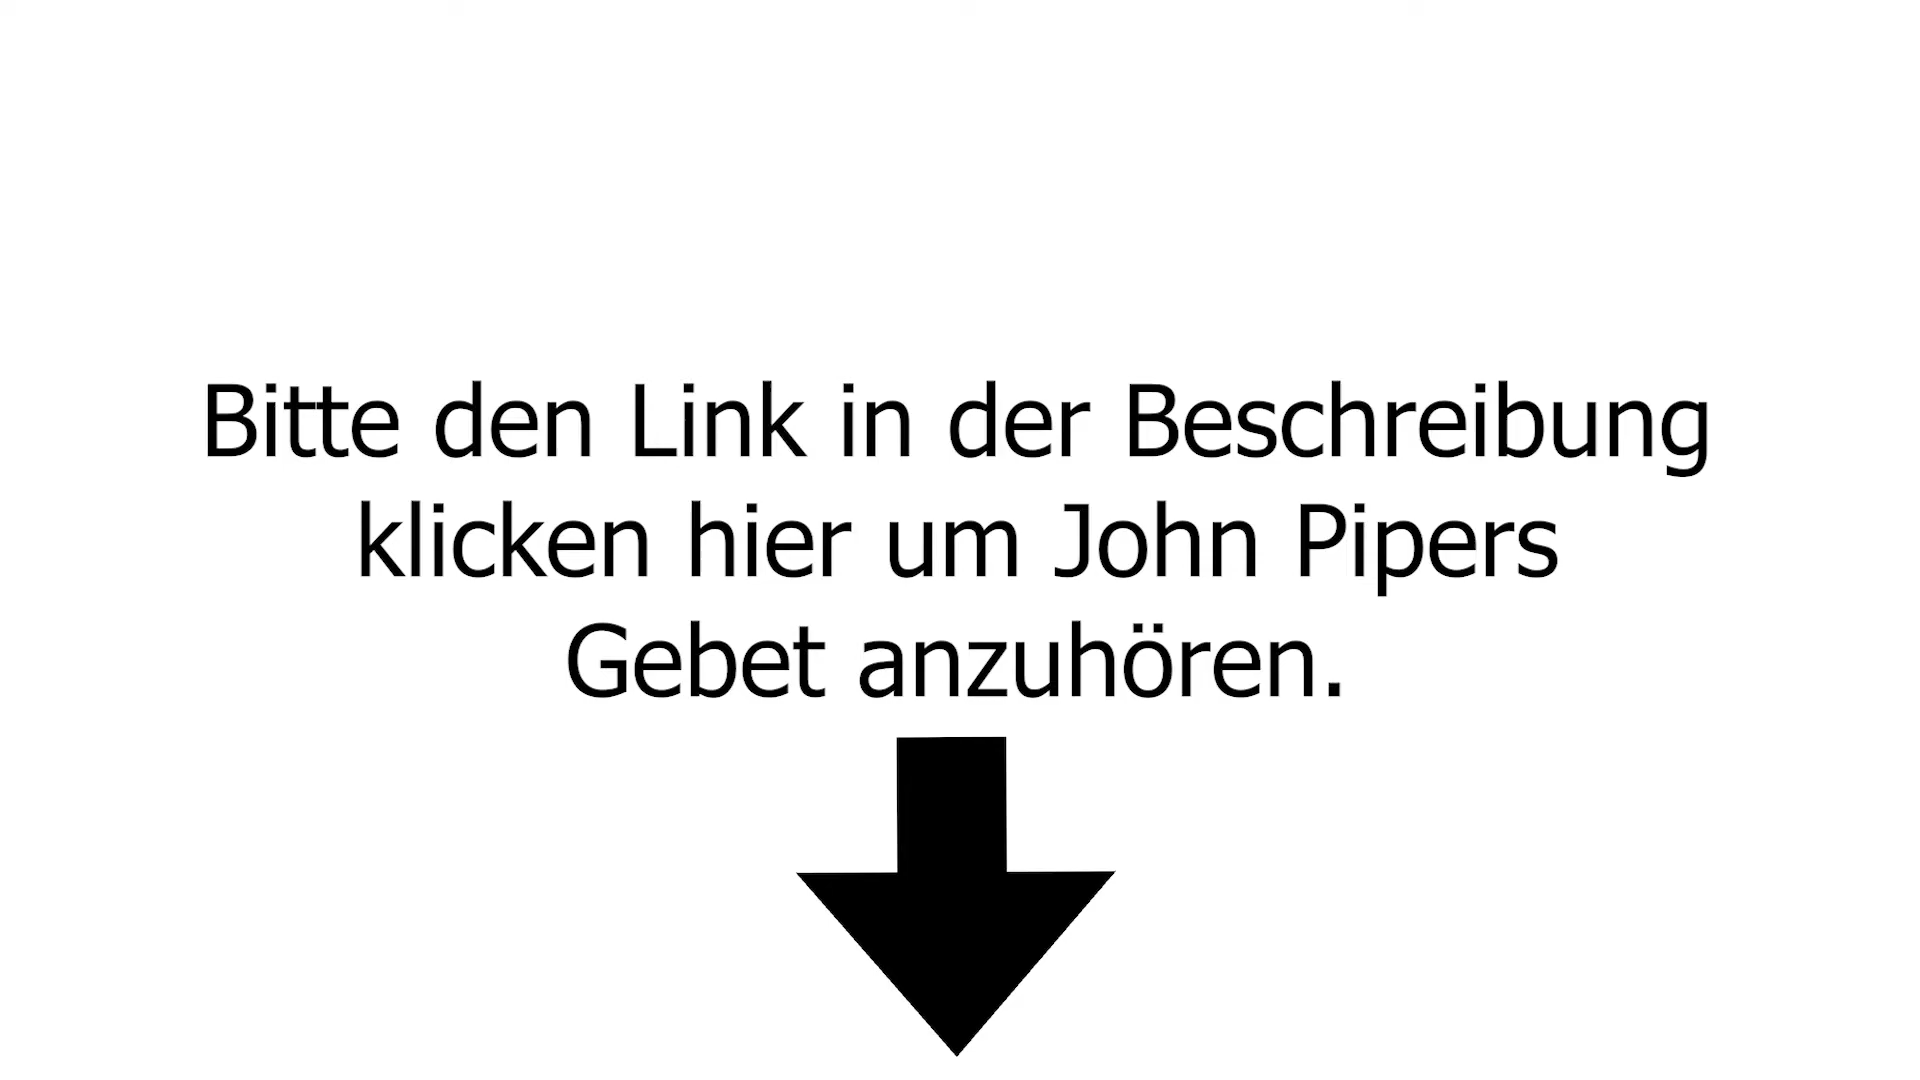 Bitte den Link in der Beschreibung
klicken hier um John Pipers
Gebet anzuhören.